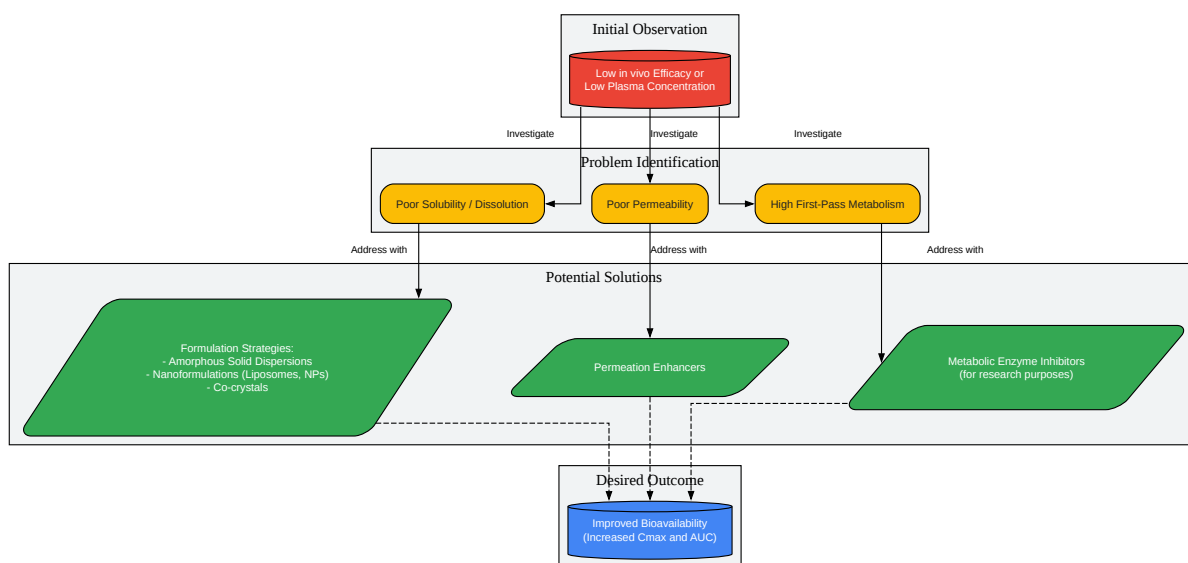 Initial Observation
Low in vivo Efficacy or
Low Plasma Concentration
Investigate
Investigate
Investigate
Problem Identification
Poor Solubility / Dissolution
Poor Permeability
High First-Pass Metabolism
Address with
Address with
Address with
Potential Solutions
Formulation Strategies:
- Amorphous Solid Dispersions
- Nanoformulations (Liposomes, NPs)
- Co-crystals
Permeation Enhancers
Metabolic Enzyme Inhibitors
(for research purposes)
Desired Outcome
Improved Bioavailability
(Increased Cmax and AUC)